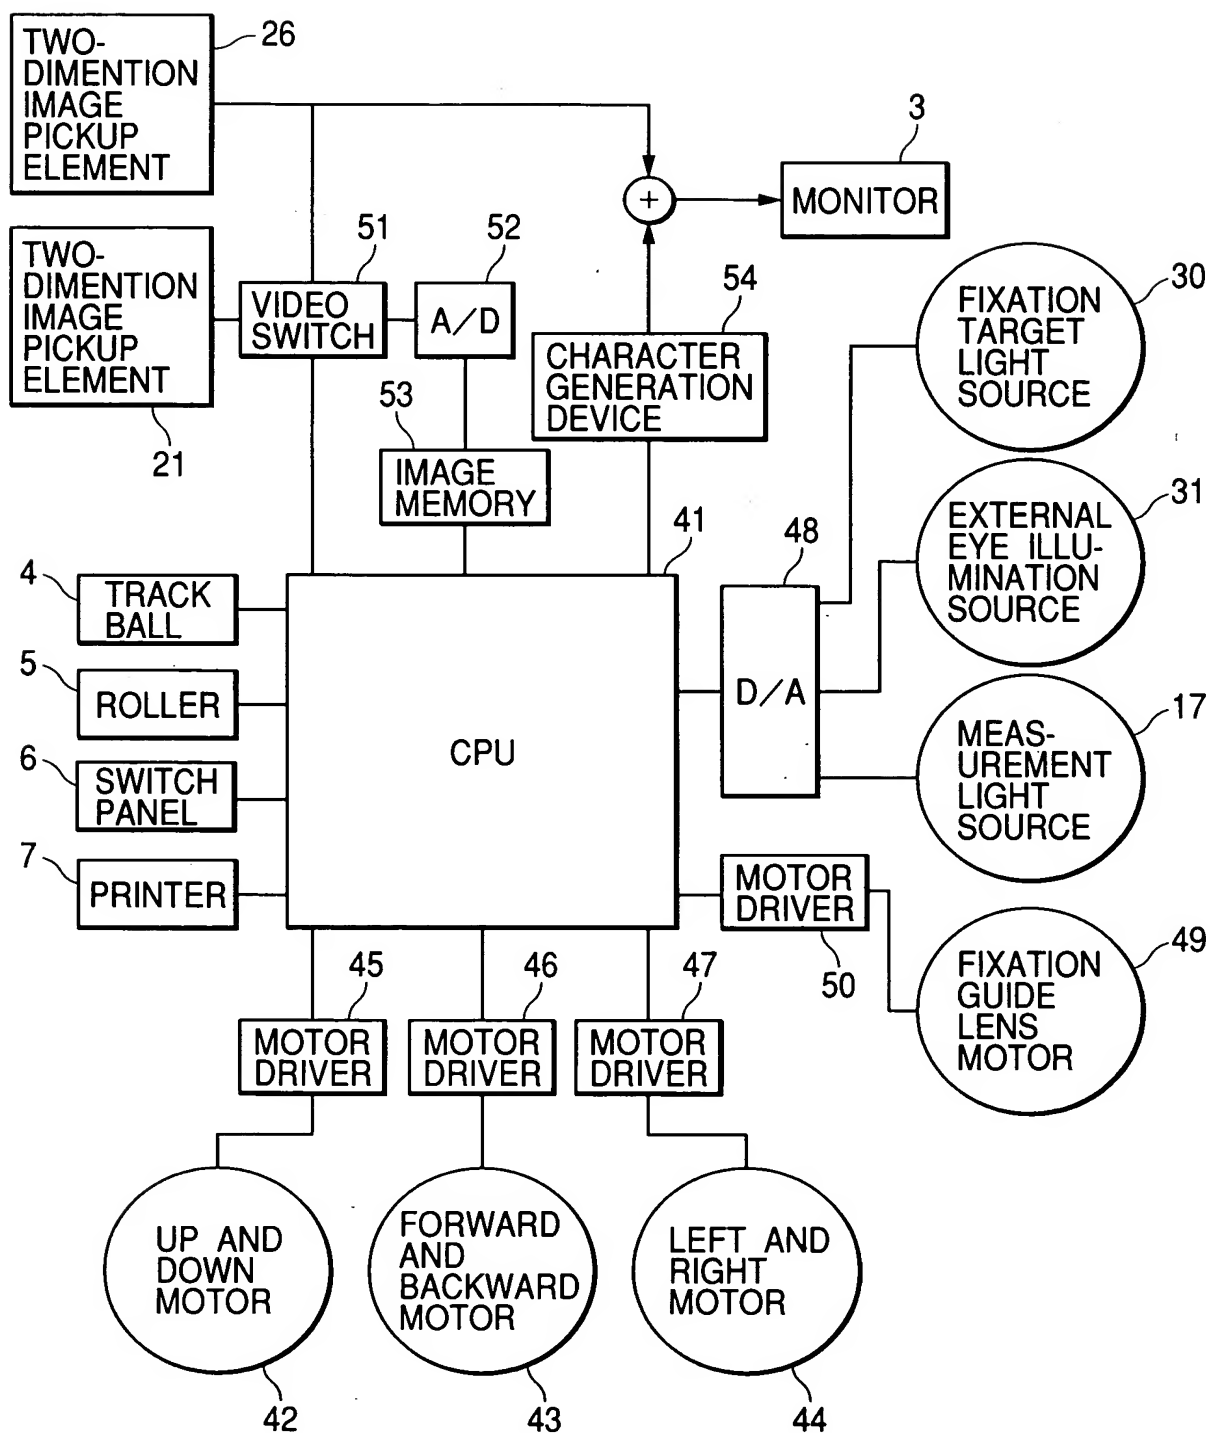 TWO-
DIMENTION
IMAGE
PICKUP
ELEMENT
26
3
MONITOR
+
TWO-
DIMENTION
IMAGE
PICKUP
ELEMENT
21
51
VIDEO
SWITCH
52
A/D
54
CHARACTER
GENERATION
DEVICE
53
IMAGE
MEMORY
30
FIXATION
TARGET
LIGHT
SOURCE
31
EXTERNAL
EYE ILLU-
MINATION
SOURCE
41
48
4
TRACK
BALL
5
ROLLER
6
SWITCH
PANEL
7
PRINTER
CPU
D/A
17
MEAS-
UREMENT
LIGHT
SOURCE
MOTOR
DRIVER
50
49
FIXATION
GUIDE
LENS
MOTOR
45
MOTOR
DRIVER
46
MOTOR
DRIVER
47
MOTOR
DRIVER
UP AND
DOWN
MOTOR
42
FORWARD
AND
BACKWARD
MOTOR
43
LEFT AND
RIGHT
MOTOR
44